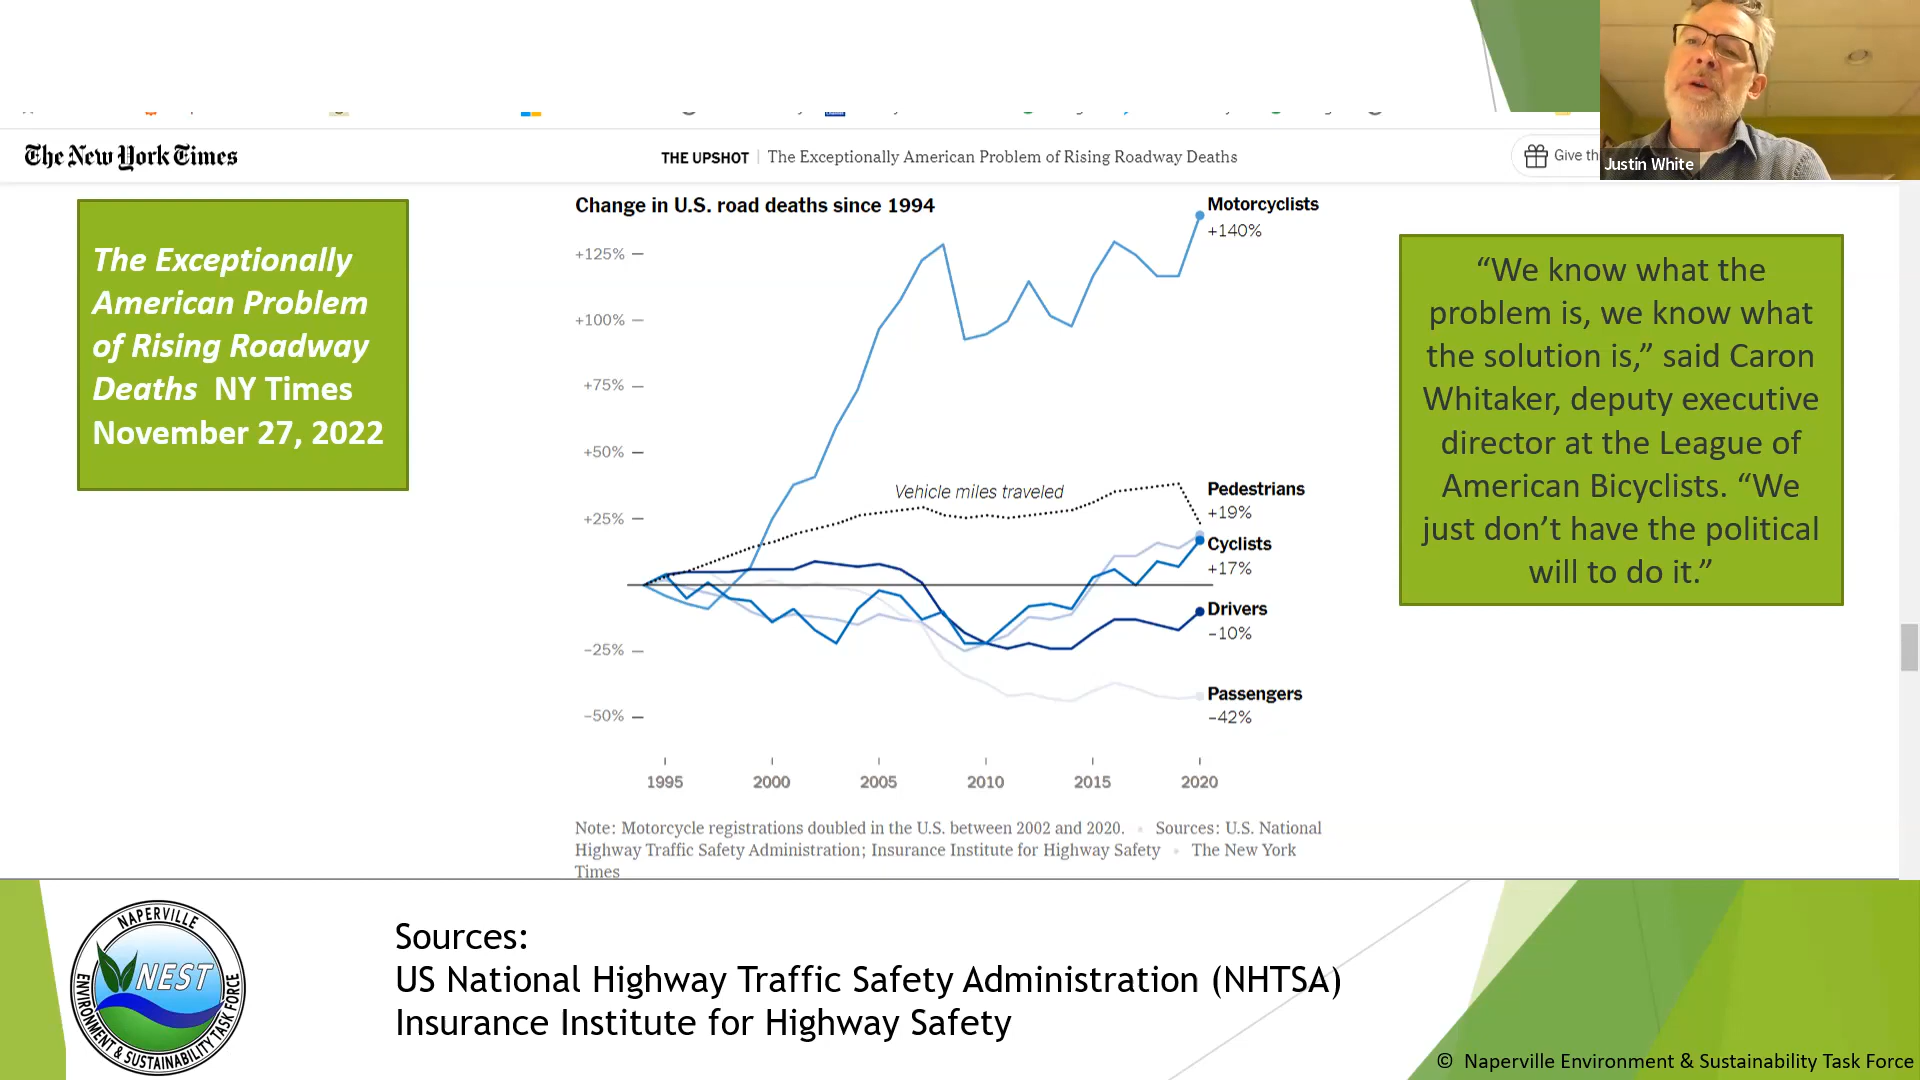 The New York Times
THE UPSHOT | The Exceptionally American Problem of Rising Roadway Deaths
Give th
Justin White
The Exceptionally
American Problem
of Rising Roadway
Deaths NY Times
November 27, 2022
Change in U.S. road deaths since 1994
+125%
+100%
+75%
+50%
+25%
−25%
−50%
Vehicle miles traveled
Motorcyclists
+140%
Pedestrians
+19%
Cyclists
+17%
Drivers
−10%
Passengers
−42%
1995 2000 2005 2010 2015 2020
Note: Motorcycle registrations doubled in the U.S. between 2002 and 2020. • Sources: U.S. National
Highway Traffic Safety Administration; Insurance Institute for Highway Safety • The New York
Times
“We know what the
problem is, we know what
the solution is,” said Caron
Whitaker, deputy executive
director at the League of
American Bicyclists. “We
just don’t have the political
will to do it.”
NAPERVILLE
NEST
ENVIRONMENT & SUSTAINABILITY TASK FORCE
Sources:
US National Highway Traffic Safety Administration (NHTSA)
Insurance Institute for Highway Safety
© Naperville Environment & Sustainability Task Force